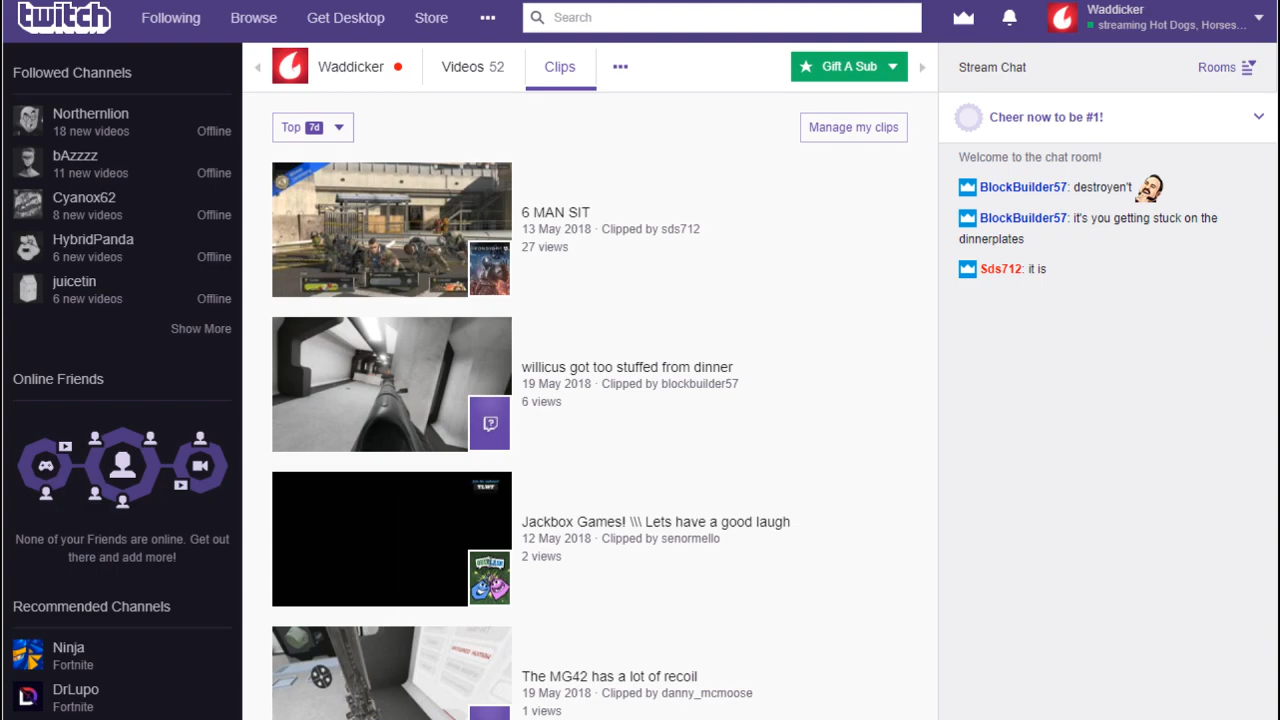 twitch
Following
Browse
Get Desktop
Store
Search
Waddicker
streaming Hot Dogs, Horses...
Followed Channels
Northernlion
18 new videos
Offline
bAzzzz
11 new videos
Offline
Cyanox62
8 new videos
Offline
HybridPanda
6 new videos
Offline
juicetin
6 new videos
Offline
Show More
Online Friends
None of your Friends are online. Get out
there and add more!
Recommended Channels
Ninja
Fortnite
DrLupo
Fortnite
Waddicker
Videos 52
Clips
Gift A Sub
Top 7d
Manage my clips
6 MAN SIT
13 May 2018 · Clipped by sds712
27 views
willicus got too stuffed from dinner
19 May 2018 · Clipped by blockbuilder57
6 views
Jackbox Games! \\\ Lets have a good laugh
12 May 2018 · Clipped by senormello
2 views
The MG42 has a lot of recoil
19 May 2018 · Clipped by danny_mcmoose
1 views
Stream Chat
Rooms
Cheer now to be #1!
Welcome to the chat room!
BlockBuilder57: destroyen't
BlockBuilder57: it's you getting stuck on the
dinnerplates
Sds712: it is